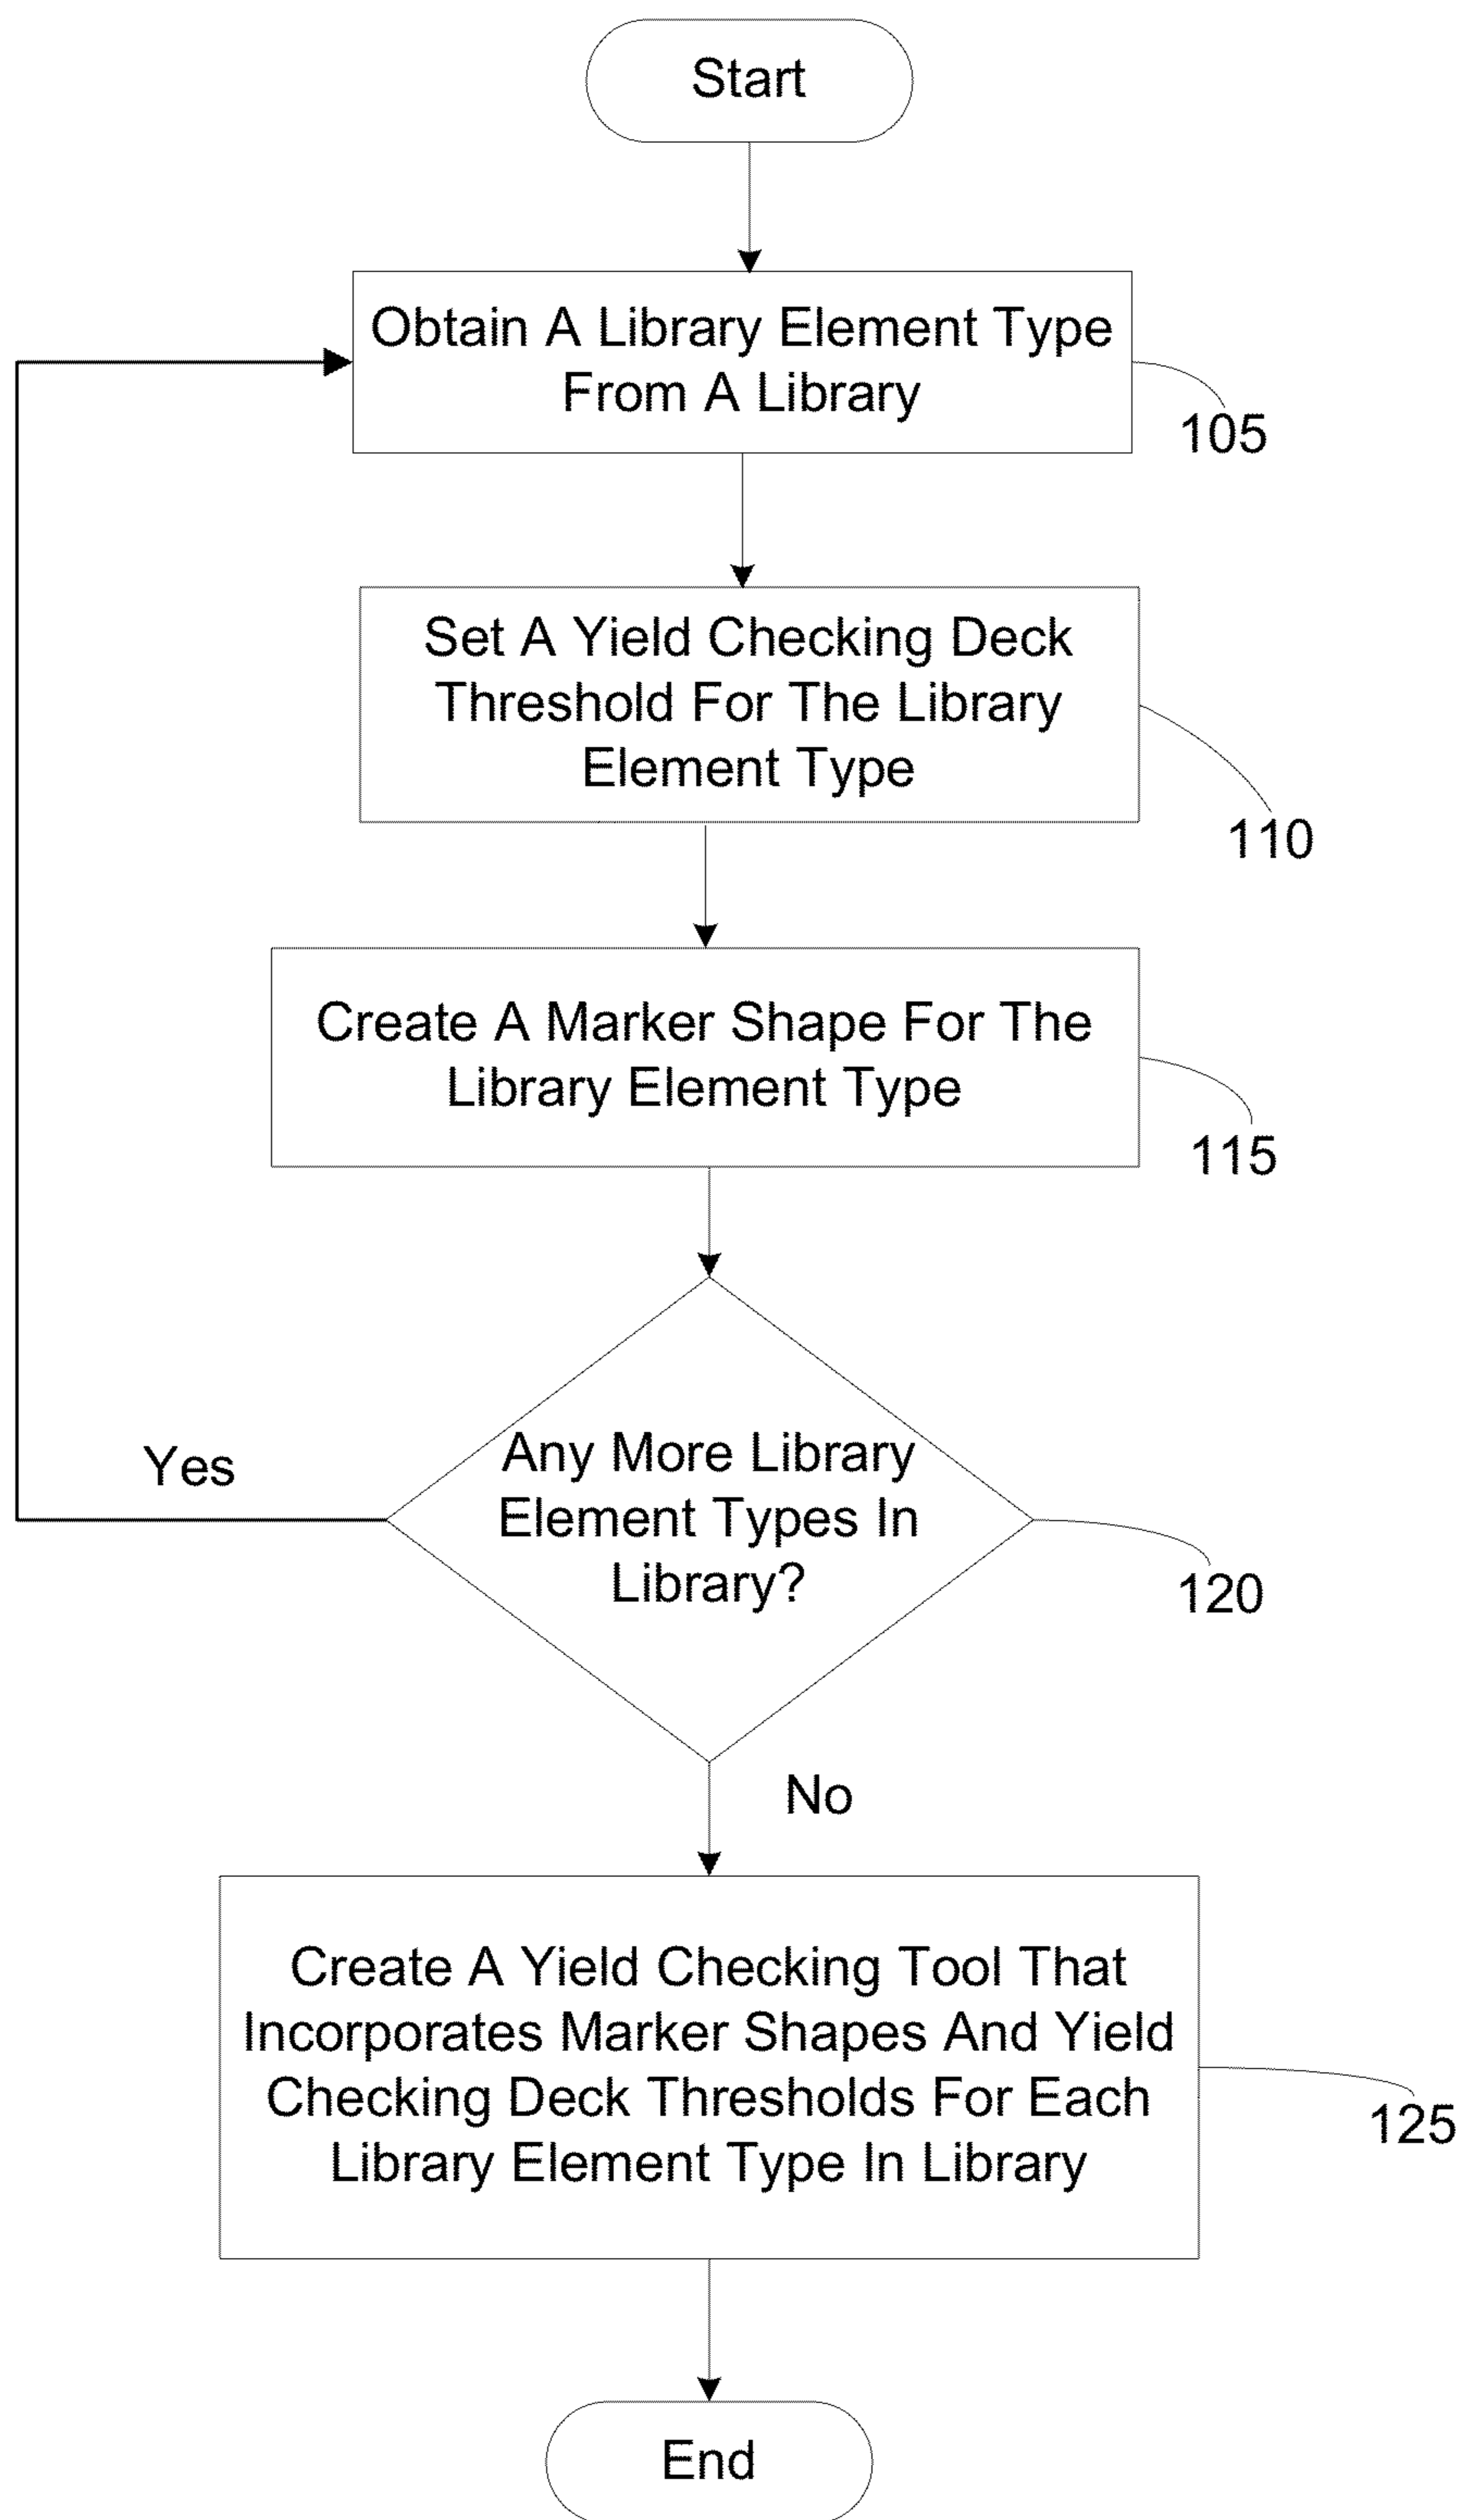 Start
Obtain A Library Element Type
From A Library
105
Set A Yield Checking Deck
Threshold For The Library
Element Type
110
Create A Marker Shape For The
Library Element Type
115
Any More Library
Element Types In
Library?
Yes
120
No
Create A Yield Checking Tool That
Incorporates Marker Shapes And Yield
Checking Deck Thresholds For Each
Library Element Type In Library
125
End